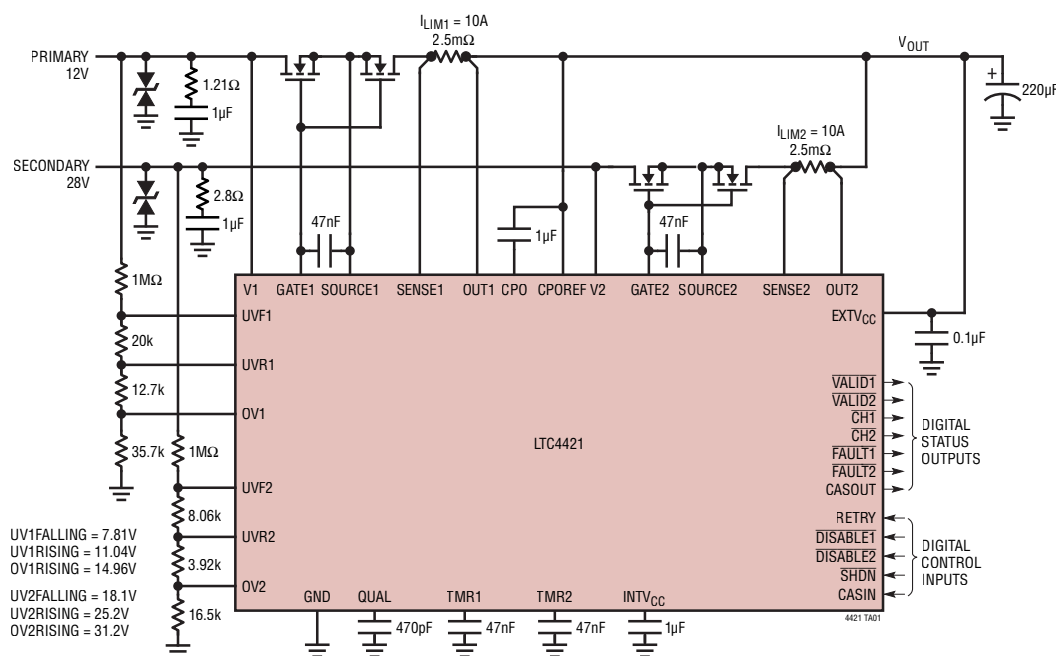 I_LIM1 = 10A
2.5mΩ
PRIMARY
12V
V_OUT
1.21Ω
1µF
+
220µF
I_LIM2 = 10A
2.5mΩ
SECONDARY
28V
2.8Ω
1µF
47nF
1µF
47nF
1MΩ
V1 GATE1 SOURCE1 SENSE1 OUT1 CPO CPOREF V2 GATE2 SOURCE2 SENSE2 OUT2
UVF1
EXTV_CC
20k
0.1µF
UVR1
12.7k
VALID1
VALID2
OV1
CH1
CH2
DIGITAL
STATUS
OUTPUTS
35.7k
1MΩ
LTC4421
FAULT1
FAULT2
CASOUT
UVF2
8.06k
RETRY
UVR2
DISABLE1
DISABLE2
DIGITAL
CONTROL
INPUTS
3.92k
SHDN
OV2
CASIN
UV1FALLING = 7.81V
UV1RISING = 11.04V
OV1RISING = 14.96V
UV2FALLING = 18.1V
UV2RISING = 25.2V
OV2RISING = 31.2V
16.5k
GND QUAL TMR1 TMR2 INTV_CC
4421 TA01
470pF
47nF
47nF
1µF